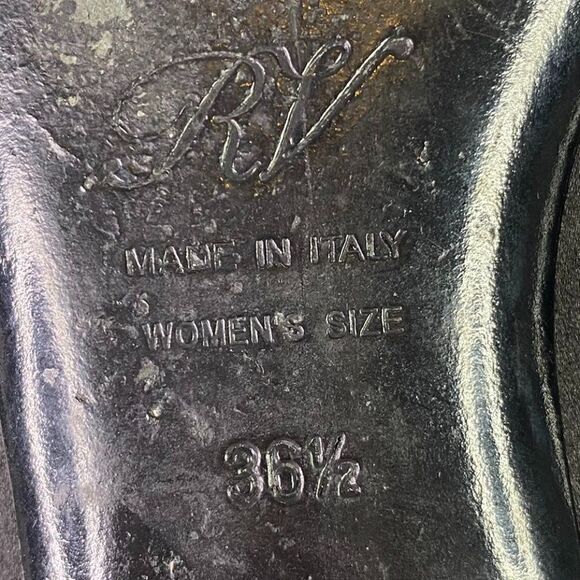 RV
MADE IN ITALY
WOMEN'S SIZE
36½